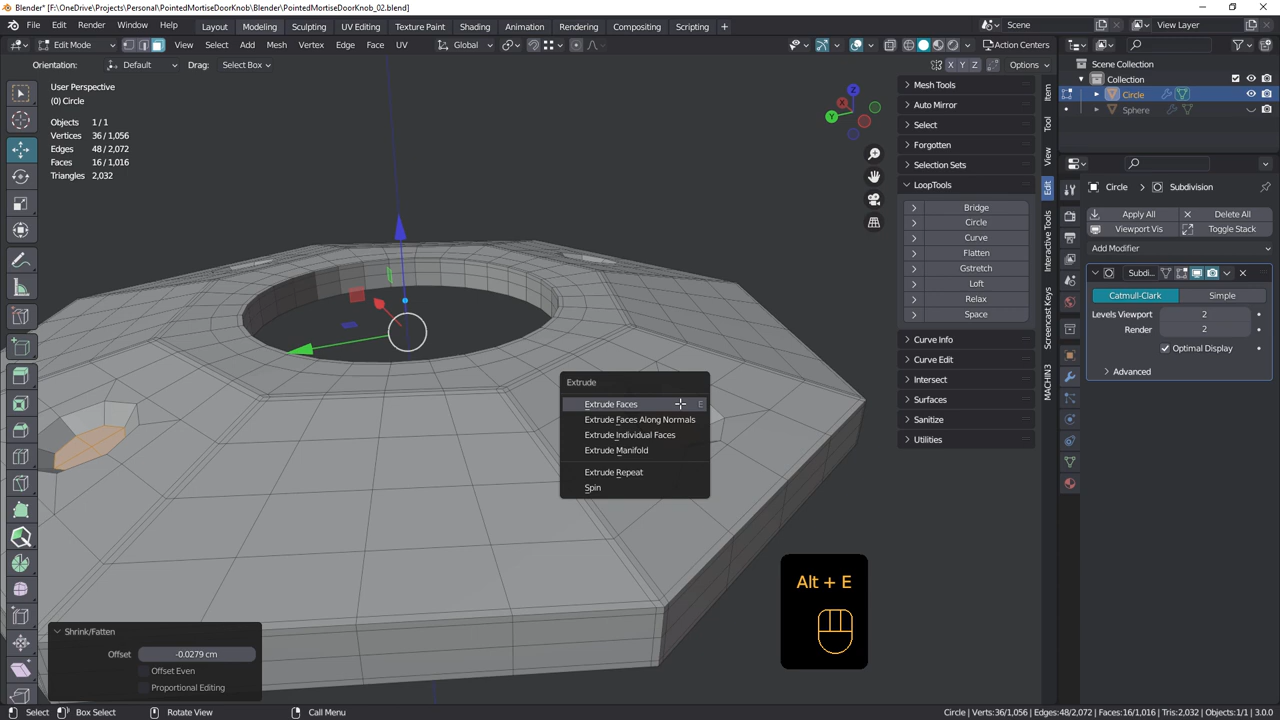 Blender* [F:\OneDrive\Projects\Personal\PointedMortiseDoorKnob\Blender\PointedMortiseDoorKnob_02.blend]
File Edit Render Window Help Layout Modeling Sculpting UV Editing Texture Paint Shading Animation Rendering Compositing Scripting + Scene View Layer
Edit Mode View Select Add Mesh Vertex Edge Face UV Global Action Centers
Orientation: Default Drag: Select Box X Y Z Options
User Perspective
(0) Circle
Objects 1 / 1
Vertices 36 / 1,056
Edges 48 / 2,072
Faces 16 / 1,016
Triangles 2,032
Z
X
Y
Mesh Tools
Auto Mirror
Select
Forgotten
Selection Sets
LoopTools
Bridge
Circle
Curve
Flatten
Gstretch
Loft
Relax
Space
Curve Info
Curve Edit
Intersect
Surfaces
Sanitize
Utilities
Item
Tool
View
Edit
Interactive Tools
Screencast Keys
MACHIN3
Scene Collection
Collection
Circle
Sphere
Circle Subdivision
Apply All Delete All
Viewport Vis Toggle Stack
Add Modifier
Subdi...
Catmull-Clark Simple
Levels Viewport 2
Render 2
Optimal Display
Advanced
Extrude
Extrude Faces E
Extrude Faces Along Normals
Extrude Individual Faces
Extrude Manifold
Extrude Repeat
Spin
Alt + E
Shrink/Fatten
Offset -0.0279 cm
Offset Even
Proportional Editing
Select Box Select Rotate View Call Menu Circle | Verts:36/1,056 | Edges:48/2,072 | Faces:16/1,016 | Tris:2,032 | Objects:1/1 | 3.0.0